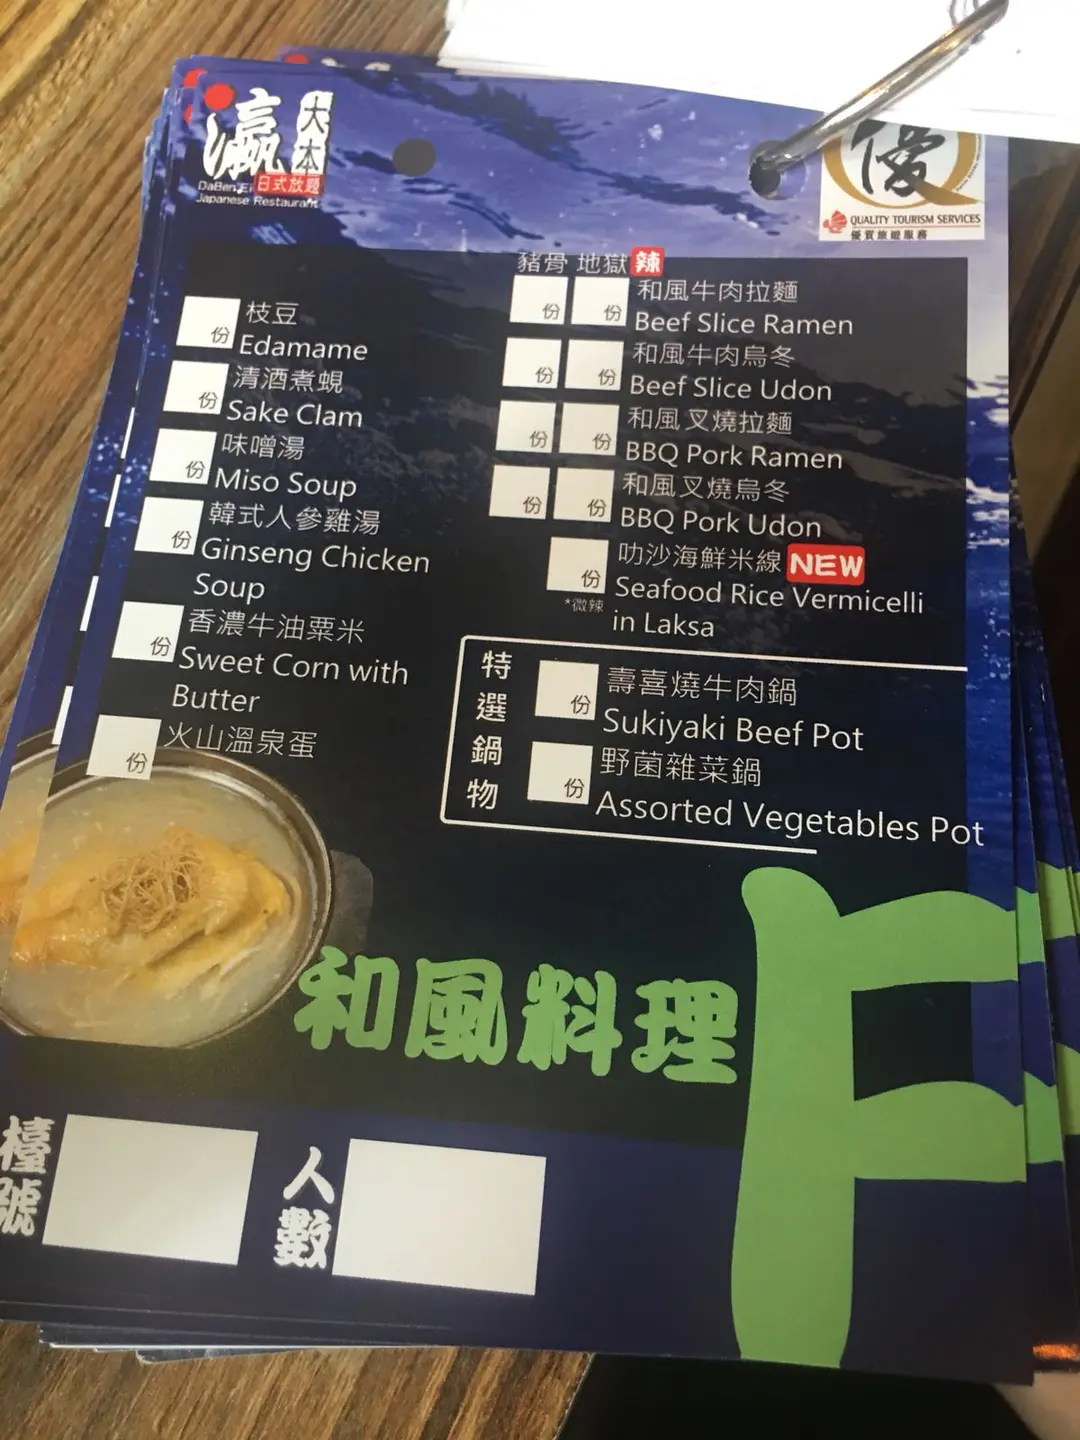 瀛
大本
日式放題
DaBen Ei
Japanese Restaurant
優
QUALITY TOURISM SERVICES
優質旅遊服務
份 枝豆
Edamame
份 清酒煮蜆
Sake Clam
份 味噌湯
Miso Soup
份 韓式人參雞湯
Ginseng Chicken
Soup
份 香濃牛油粟米
Sweet Corn with
Butter
份 火山溫泉蛋
豬骨 地獄 辣
份 份 和風牛肉拉麵
Beef Slice Ramen
份 份 和風牛肉烏冬
Beef Slice Udon
份 份 和風叉燒拉麵
BBQ Pork Ramen
份 份 和風叉燒烏冬
BBQ Pork Udon
份 叻沙海鮮米線 NEW
*微辣 Seafood Rice Vermicelli
in Laksa
特選鍋物
份 壽喜燒牛肉鍋
Sukiyaki Beef Pot
份 野菌雜菜鍋
Assorted Vegetables Pot
和風料理 F
檯號
人數